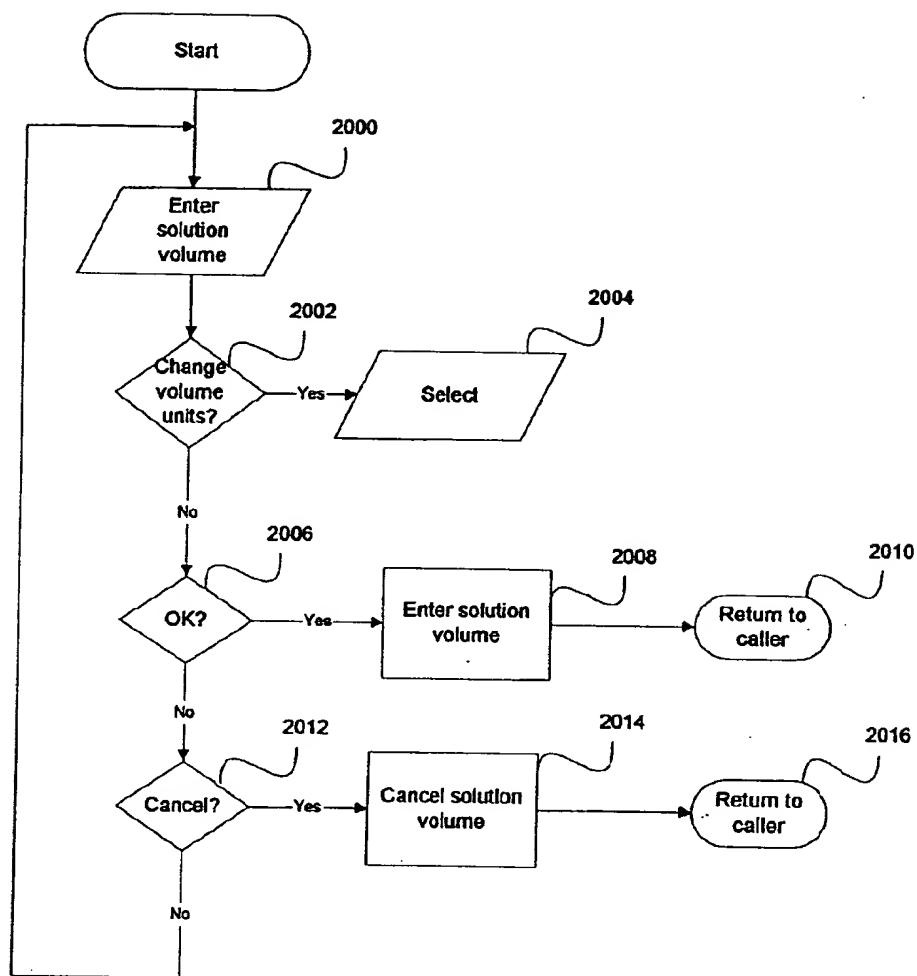 Start
2000
Enter
solution
volume
2002
2004
Change
volume
units?
Yes
Select
No
2006
2008
2010
OK?
Yes
Enter solution
volume
Return to
caller
No
2012
2014
2016
Cancel?
Yes
Cancel solution
volume
Return to
caller
No